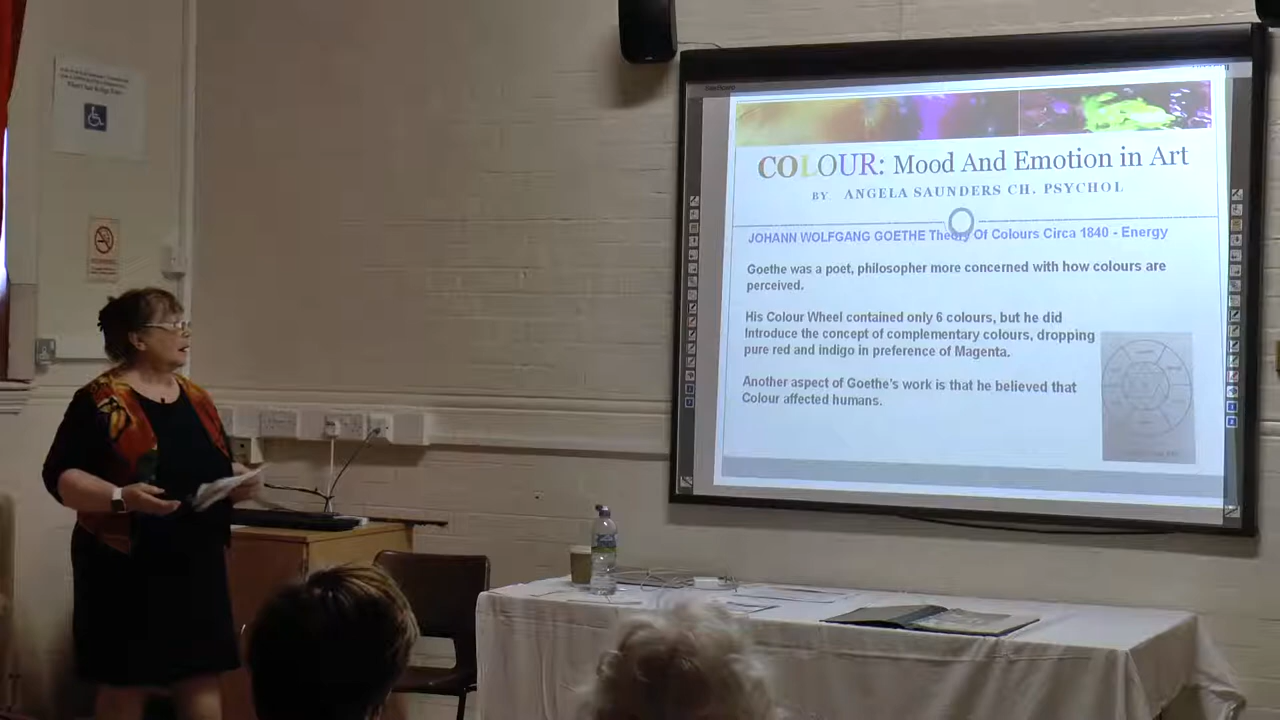 COLOUR: Mood And Emotion in Art
BY ANGELA SAUNDERS CH. PSYCHOL
JOHANN WOLFGANG GOETHE Theory Of Colours Circa 1840 - Energy
Goethe was a poet, philosopher more concerned with how colours are
perceived.
His Colour Wheel contained only 6 colours, but he did
Introduce the concept of complementary colours, dropping
pure red and indigo in preference of Magenta.
Another aspect of Goethe's work is that he believed that
Colour affected humans.